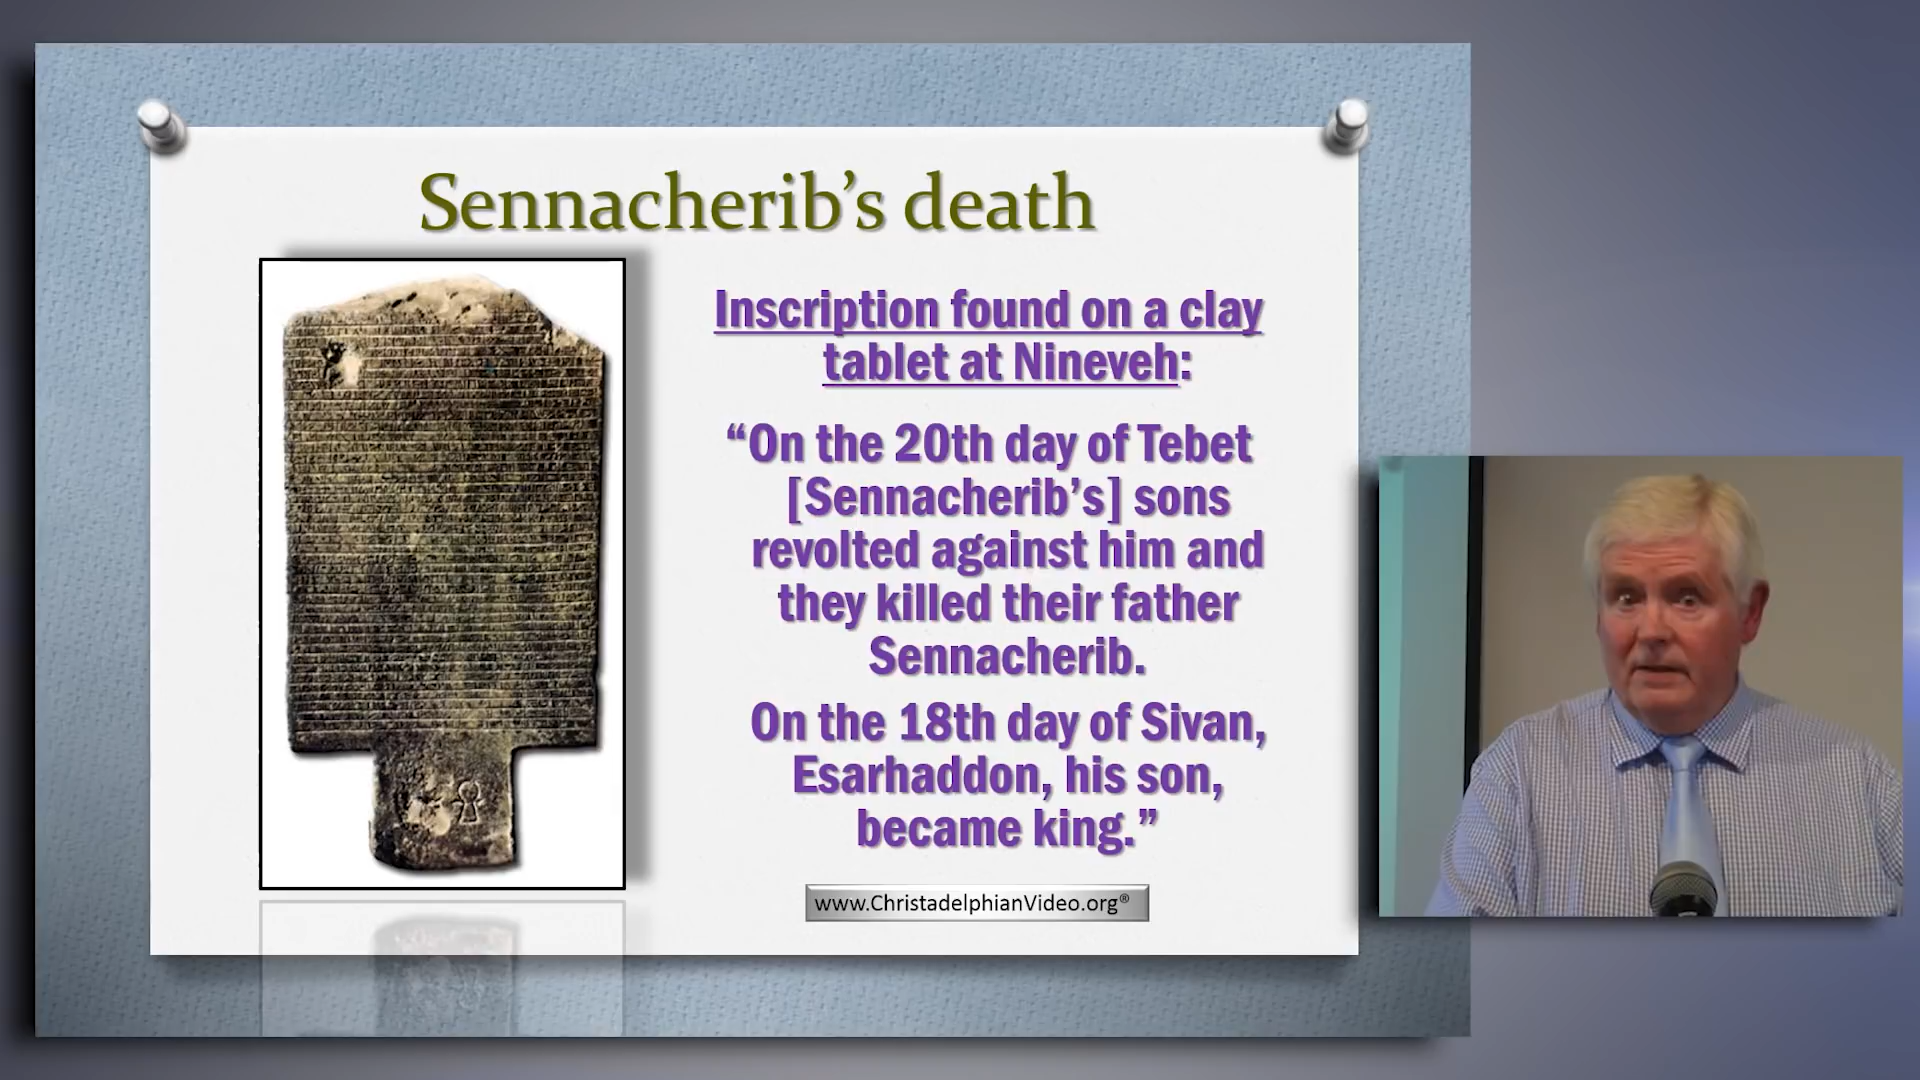 Sennacherib’s death
Inscription found on a clay
tablet at Nineveh:
“On the 20th day of Tebet
[Sennacherib’s] sons
revolted against him and
they killed their father
Sennacherib.
On the 18th day of Sivan,
Esarhaddon, his son,
became king.”
www.ChristadelphianVideo.org®